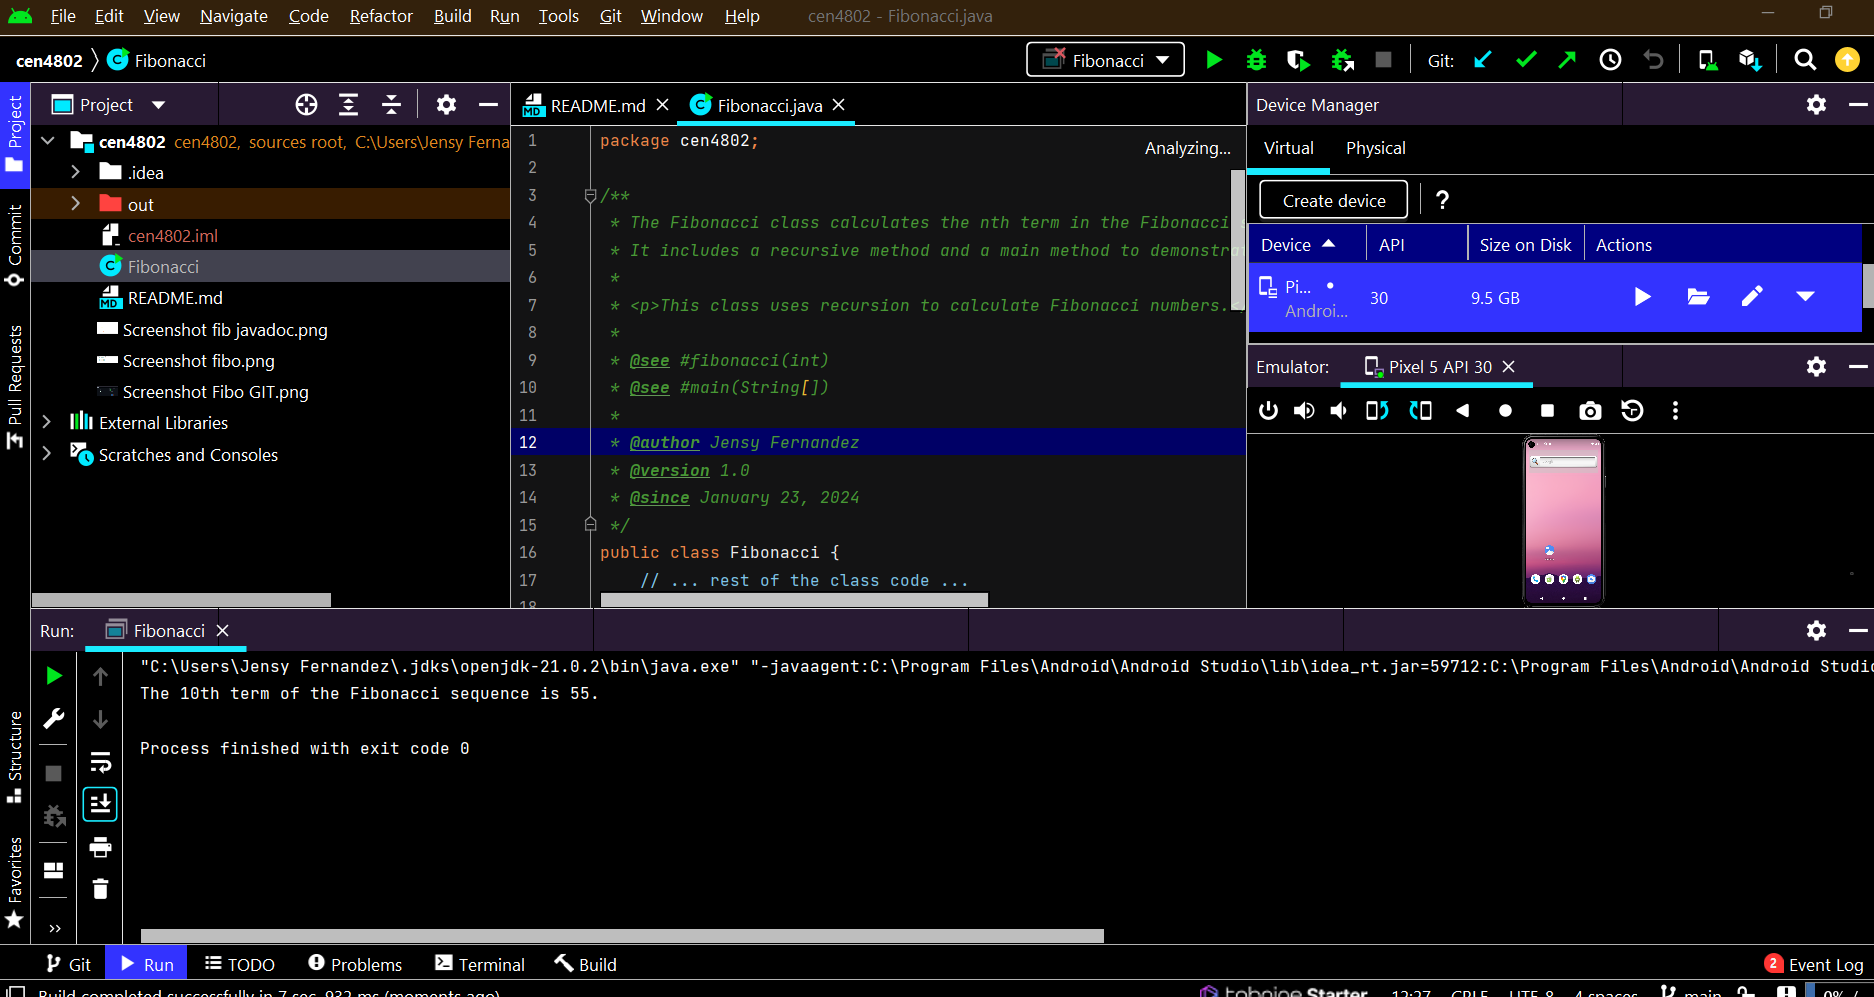 File Edit View Navigate Code Refactor Build Run Tools Git Window Help cen4802 - Fibonacci.java
cen4802 Fibonacci Fibonacci Git:
Project
README.md Fibonacci.java
Device Manager
Project
Commit
Pull Requests
Structure
Favorites
cen4802 cen4802, sources root, C:\Users\Jensy Ferna
.idea
out
cen4802.iml
Fibonacci
README.md
Screenshot fib javadoc.png
Screenshot fibo.png
Screenshot Fibo GIT.png
External Libraries
Scratches and Consoles
Analyzing...
1 package cen4802;
2
3 /**
4 * The Fibonacci class calculates the nth term in the Fibonacci s
5 * It includes a recursive method and a main method to demonstrat
6 *
7 * <p>This class uses recursion to calculate Fibonacci numbers.<
8 *
9 * @see #fibonacci(int)
10 * @see #main(String[])
11 *
12 * @author Jensy Fernandez
13 * @version 1.0
14 * @since January 23, 2024
15 */
16 public class Fibonacci {
17 // ... rest of the class code ...
18
Virtual Physical
Create device ?
Device API Size on Disk Actions
Pi... 30 9.5 GB
Androi...
Emulator: Pixel 5 API 30
Run: Fibonacci
"C:\Users\Jensy Fernandez\.jdks\openjdk-21.0.2\bin\java.exe" "-javaagent:C:\Program Files\Android\Android Studio\lib\idea_rt.jar=59712:C:\Program Files\Android\Android Studio
The 10th term of the Fibonacci sequence is 55.
Process finished with exit code 0
Git Run TODO Problems Terminal Build 2 Event Log
Build completed successfully in 7 sec, 932 ms (moments ago) tabnine Starter 12:27 CRLF UTF-8 4 spaces main 0% /